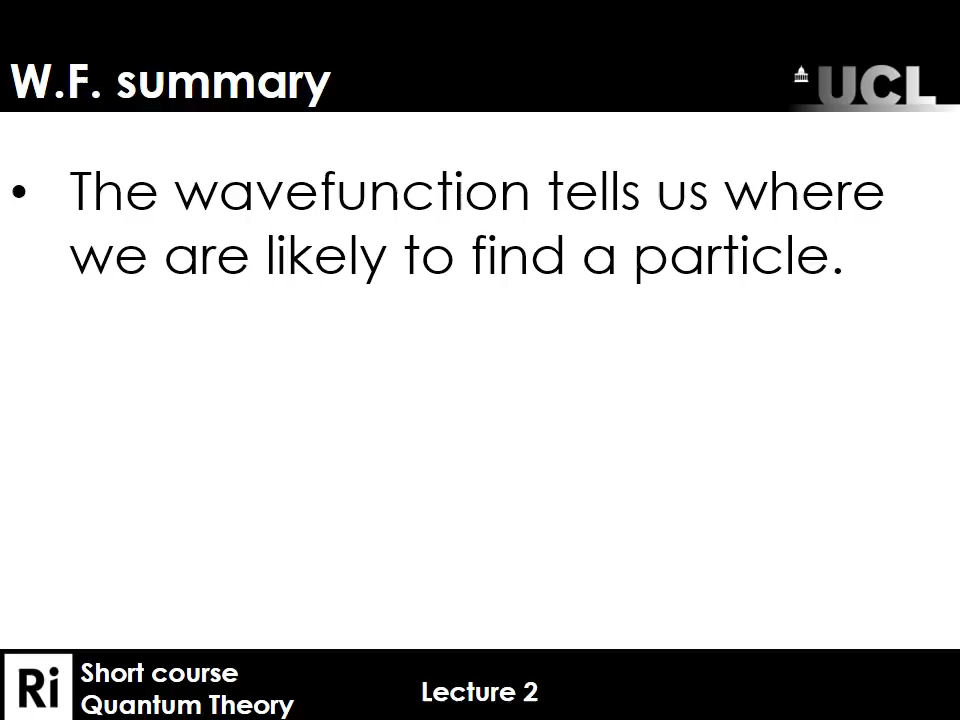 W.F. summary
UCL
• The wavefunction tells us where
we are likely to find a particle.
Ri
Short course
Quantum Theory
Lecture 2